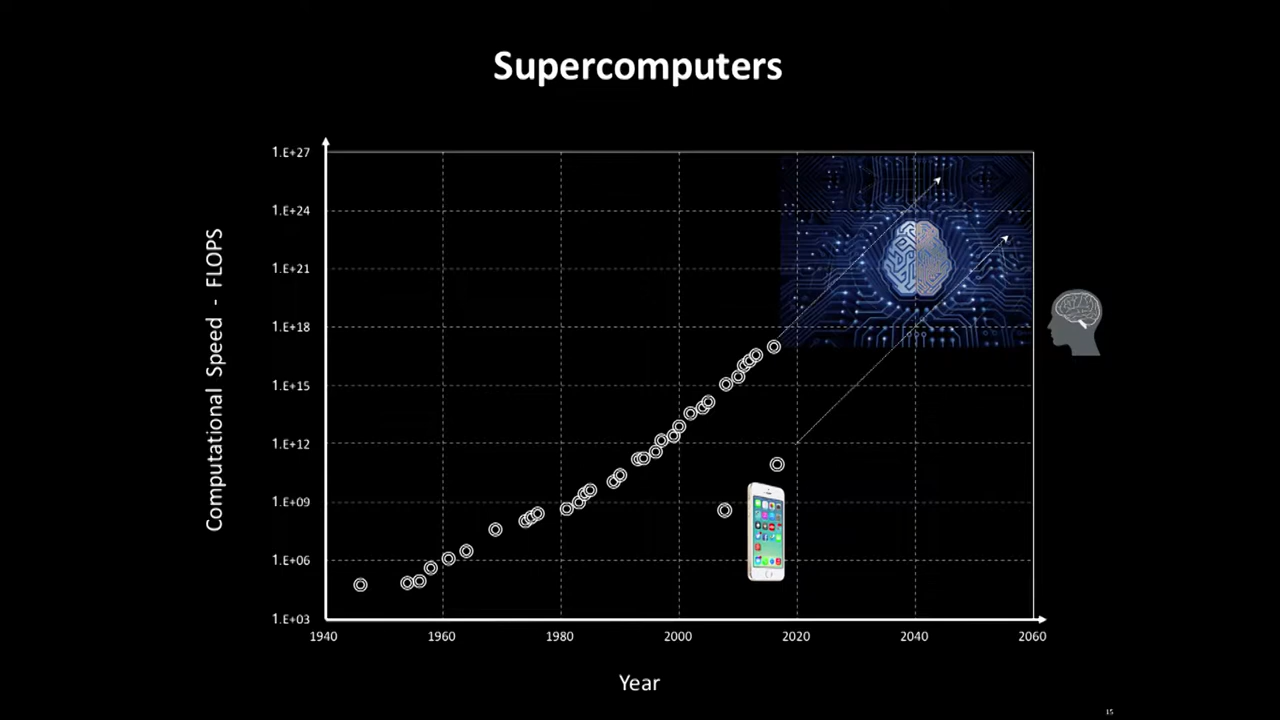 Supercomputers
1.E+27
1.E+24
1.E+21
1.E+18
1.E+15
1.E+12
1.E+09
1.E+06
1.E+03
Computational Speed - FLOPS
1940 1960 1980 2000 2020 2040 2060
Year
15